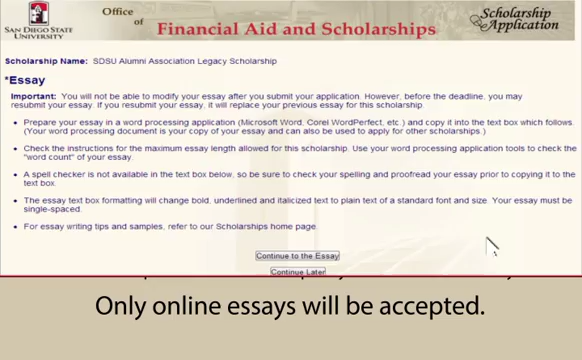 SAN DIEGO STATE
UNIVERSITY
Office
of
Financial Aid and Scholarships
Scholarship
Application
Scholarship Name: SDSU Alumni Association Legacy Scholarship
*Essay
Important: You will not be able to modify your essay after you submit your application. However, before the deadline, you may
resubmit your essay. If you resubmit your essay, it will replace your previous essay for this scholarship.
• Prepare your essay in a word processing application (Microsoft Word, Corel WordPerfect, etc.) and copy it into the text box which follows.
(Your word processing document is your copy of your essay and can also be used to apply for other scholarships.)
• Check the instructions for the maximum essay length allowed for this scholarship. Use your word processing application tools to check the
"word count" of your essay.
• A spell checker is not available in the text box below, so be sure to check your spelling and proofread your essay prior to copying it to the
text box.
• The essay text box formatting will change bold, underlined and italicized text to plain text of a standard font and size. Your essay must be
single-spaced.
• For essay writing tips and samples, refer to our Scholarships home page.
Continue to the Essay
Continue Later
Only online essays will be accepted.